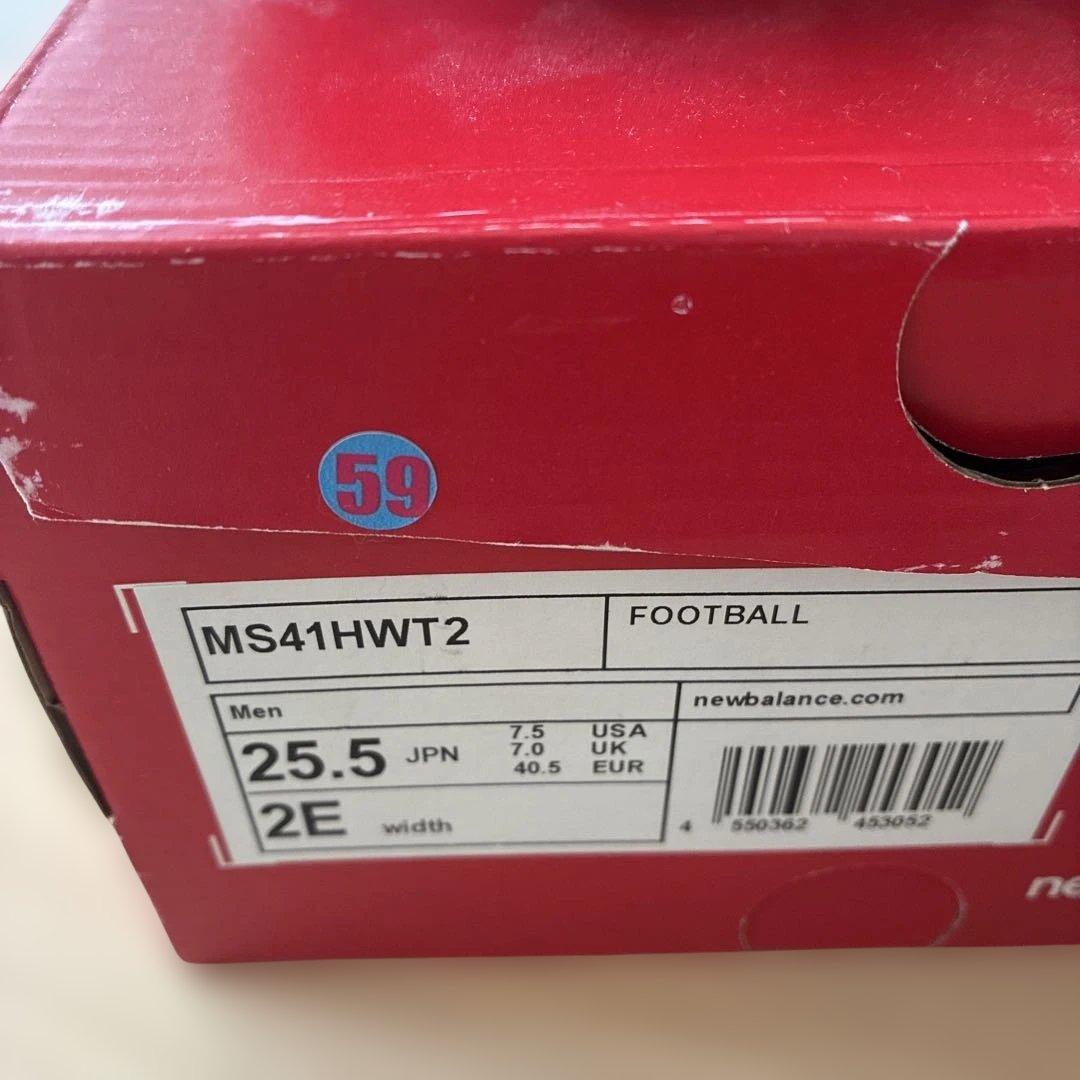 59
MS41HWT2
FOOTBALL
Men
newbalance.com
25.5 JPN
7.5 USA
7.0 UK
40.5 EUR
2E width
4 550362 453052
ne